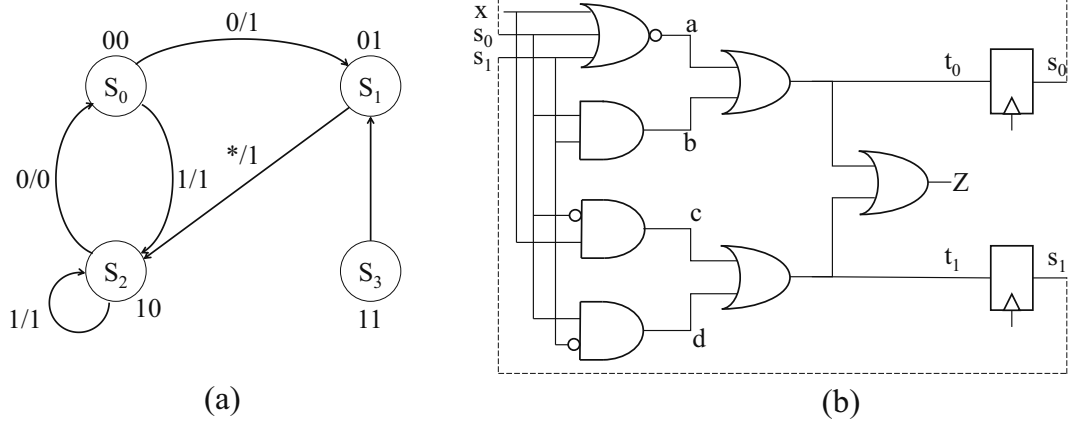 00
0/1
01
S₀
S₁
0/0
1/1
*/1
S₂
S₃
1/1
10
11
(a)
x
s₀
s₁
a
b
c
d
t₀
s₀
Z
t₁
s₁
(b)